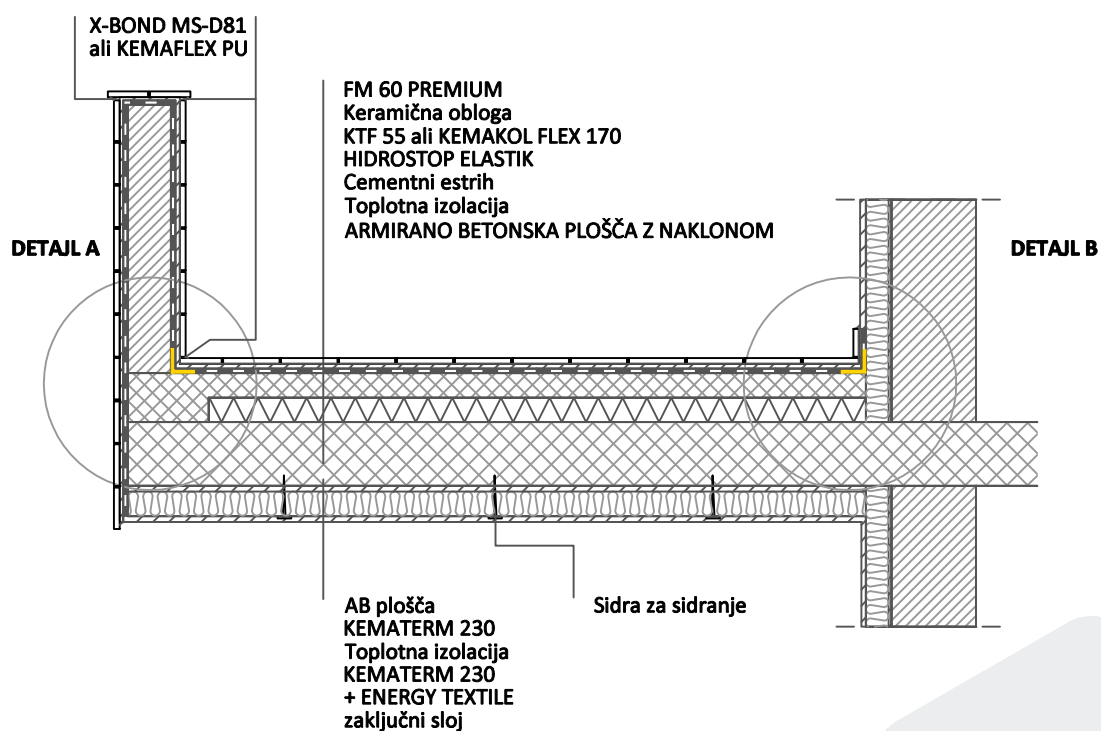 X-BOND MS-D81
ali KEMAFLEX PU
FM 60 PREMIUM
Keramična obloga
KTF 55 ali KEMAKOL FLEX 170
HIDROSTOP ELASTIK
Cementni estrih
Toplotna izolacija
ARMIRANO BETONSKA PLOŠČA Z NAKLONOM
DETAJL A
DETAJL B
AB plošča
KEMATERM 230
Toplotna izolacija
KEMATERM 230
+ ENERGY TEXTILE
zaključni sloj
Sidra za sidranje